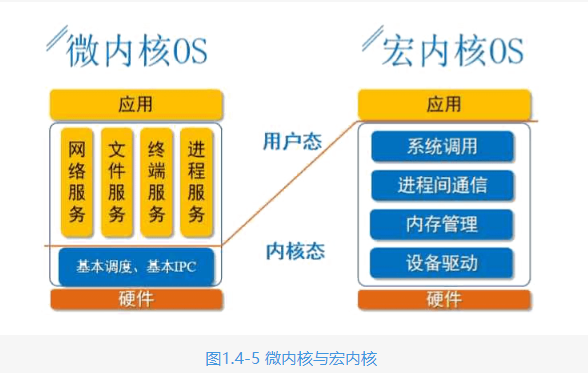 微内核OS
应用
网络服务
文件服务
终端服务
进程服务
基本调度、基本IPC
硬件
用户态
内核态
宏内核OS
应用
系统调用
进程间通信
内存管理
设备驱动
硬件
图1.4-5 微内核与宏内核